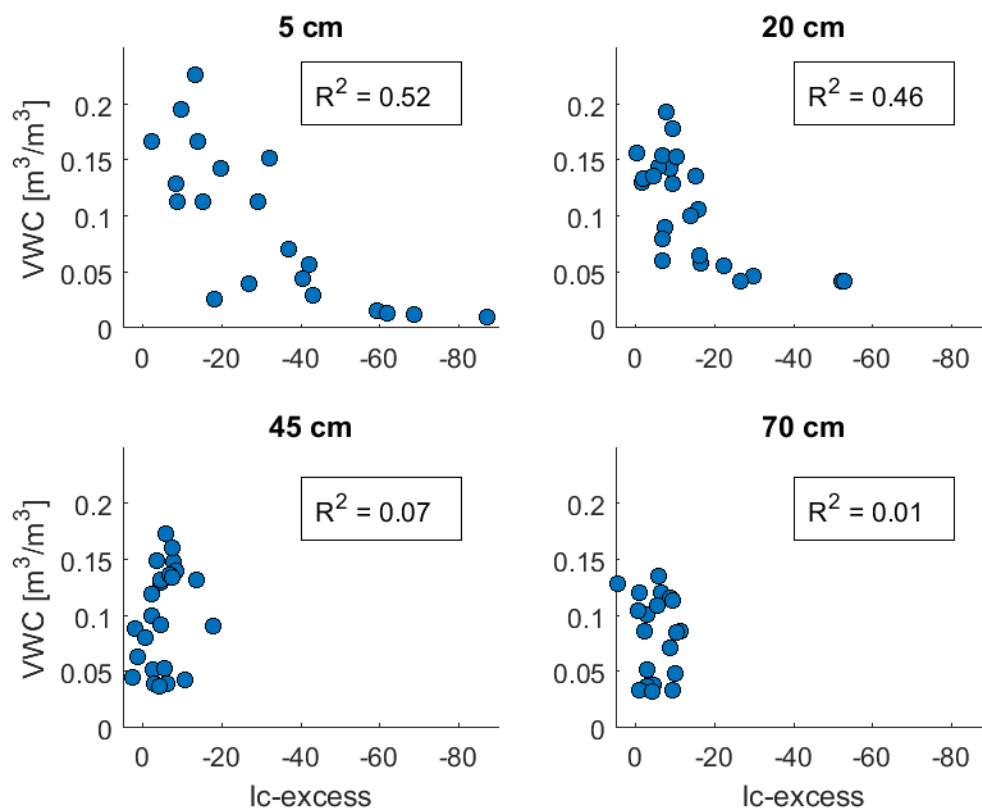 5 cm
R² = 0.52
VWC [m³/m³]
0.2
0.15
0.1
0.05
0
0 -20 -40 -60 -80
20 cm
R² = 0.46
0.2
0.15
0.1
0.05
0
0 -20 -40 -60 -80
45 cm
R² = 0.07
VWC [m³/m³]
0.2
0.15
0.1
0.05
0
0 -20 -40 -60 -80
lc-excess
70 cm
R² = 0.01
0.2
0.15
0.1
0.05
0
0 -20 -40 -60 -80
lc-excess